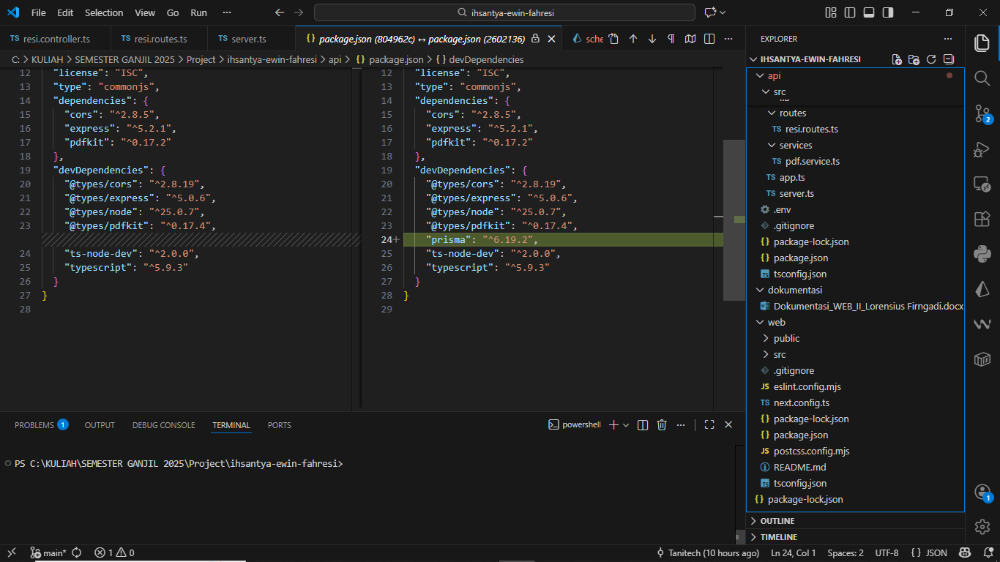 File Edit Selection View Go Run ··· ihsantya-ewin-fahresi
TS resi.controller.ts TS resi.routes.ts TS server.ts {} package.json (804962c) ↔ package.json (2602136) sche
C: > KULIAH > SEMESTER GANJIL 2025 > Project > ihsantya-ewin-fahresi > api > {} package.json > {} devDependencies
12 "license": "ISC",
13 "type": "commonjs",
14 "dependencies": {
15 "cors": "^2.8.5",
16 "express": "^5.2.1",
17 "pdfkit": "^0.17.2"
18 },
19 "devDependencies": {
20 "@types/cors": "^2.8.19",
21 "@types/express": "^5.0.6",
22 "@types/node": "^25.0.7",
23 "@types/pdfkit": "^0.17.4",
24 "ts-node-dev": "^2.0.0",
25 "typescript": "^5.9.3"
26 }
27 }
28
12 "license": "ISC",
13 "type": "commonjs",
14 "dependencies": {
15 "cors": "^2.8.5",
16 "express": "^5.2.1",
17 "pdfkit": "^0.17.2"
18 },
19 "devDependencies": {
20 "@types/cors": "^2.8.19",
21 "@types/express": "^5.0.6",
22 "@types/node": "^25.0.7",
23 "@types/pdfkit": "^0.17.4",
24+ "prisma": "^6.19.2",
25 "ts-node-dev": "^2.0.0",
26 "typescript": "^5.9.3"
27 }
28 }
29
PROBLEMS 1 OUTPUT DEBUG CONSOLE TERMINAL PORTS powershell
PS C:\KULIAH\SEMESTER GANJIL 2025\Project\ihsantya-ewin-fahresi>
EXPLORER
IHSANTYA-EWIN-FAHRESI
api
src
routes
TS resi.routes.ts
services
TS pdf.service.ts
TS app.ts
TS server.ts
.env
.gitignore
{} package-lock.json
{} package.json
TS tsconfig.json
dokumentasi
Dokumentasi_WEB_II_Lorensius Firngadi.docx
web
public
src
.gitignore
JS eslint.config.mjs
TS next.config.ts
{} package-lock.json
{} package.json
JS postcss.config.mjs
README.md
TS tsconfig.json
{} package-lock.json
OUTLINE
TIMELINE
2
1
main* 1 0 Tanitech (10 hours ago) Ln 24, Col 1 Spaces: 2 UTF-8 {} JSON